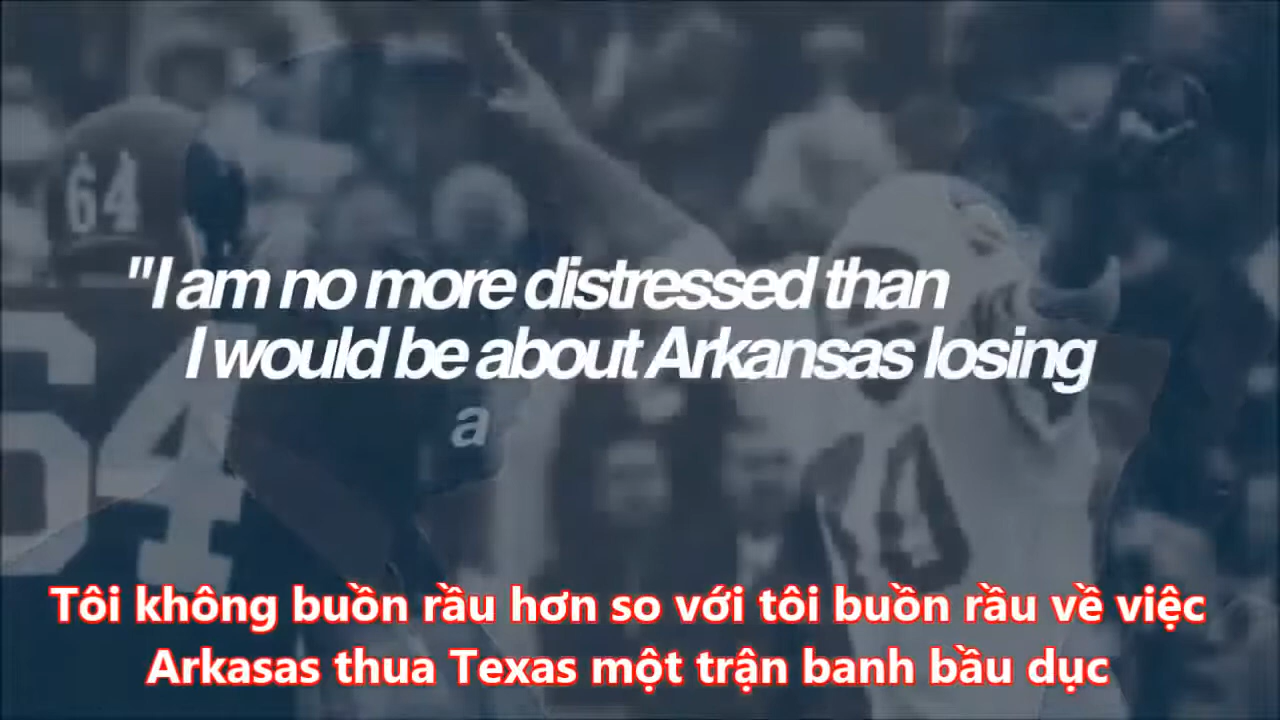 64
64
"I am no more distressed than
I would be about Arkansas losing
a
Tôi không buồn rầu hơn so với tôi buồn rầu về việc
Arkasas thua Texas một trận banh bầu dục